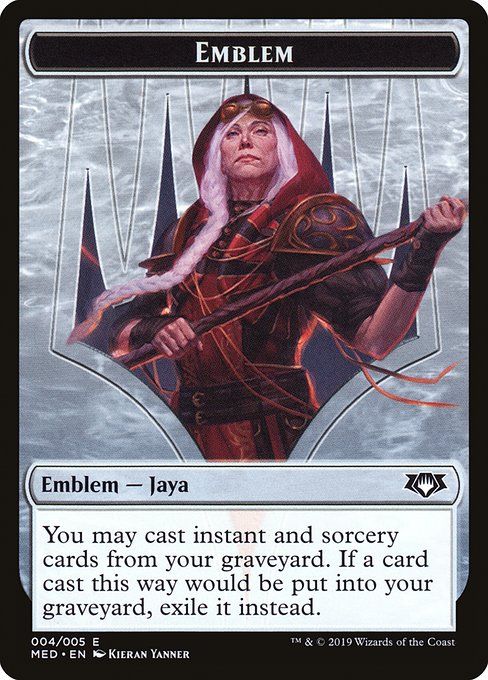 EMBLEM
Emblem — Jaya
You may cast instant and sorcery
cards from your graveyard. If a card
cast this way would be put into your
graveyard, exile it instead.
004/005 E
MED • EN KIERAN YANNER
™ & © 2019 Wizards of the Coast